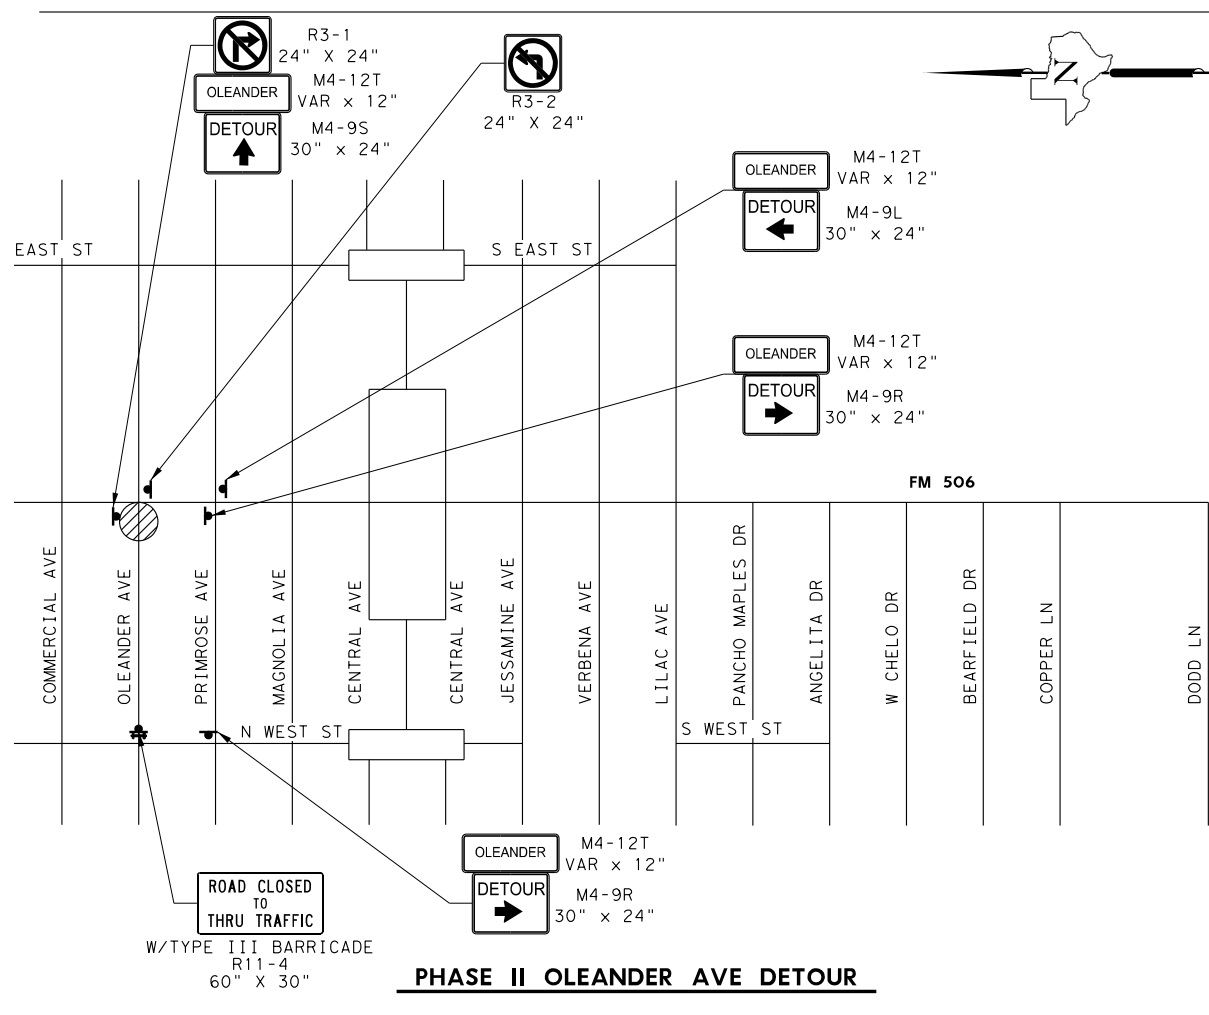 R3-1
24" X 24"
OLEANDER
M4-12T
VAR x 12"
DETOUR
M4-9S
30" x 24"
R3-2
24" X 24"
N
OLEANDER
M4-12T
VAR x 12"
DETOUR
M4-9L
30" x 24"
EAST ST
S EAST ST
OLEANDER
M4-12T
VAR x 12"
DETOUR
M4-9R
30" x 24"
FM 506
COMMERCIAL AVE
OLEANDER AVE
PRIMROSE AVE
MAGNOLIA AVE
CENTRAL AVE
CENTRAL AVE
JESSAMINE AVE
VERBENA AVE
LILAC AVE
PANCHO MAPLES DR
ANGELITA DR
W CHELO DR
BEARFIELD DR
COPPER LN
DODD LN
N WEST ST
S WEST ST
OLEANDER
M4-12T
VAR x 12"
DETOUR
M4-9R
30" x 24"
ROAD CLOSED
TO
THRU TRAFFIC
W/TYPE III BARRICADE
R11-4
60" X 30"
PHASE II OLEANDER AVE DETOUR